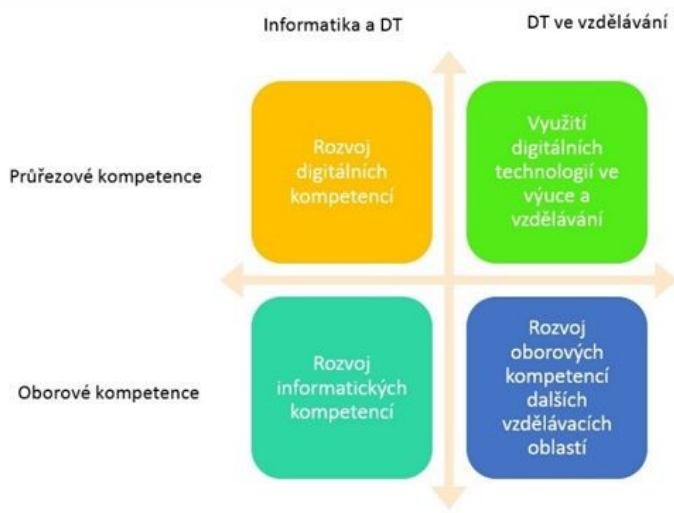 Informatika a DT
DT ve vzdělávání
Průřezové kompetence
Rozvoj
digitálních
kompetencí
Využití
digitálních
technologií ve
výuce a
vzdělávání
Oborové kompetence
Rozvoj
informatických
kompetencí
Rozvoj
oborových
kompetencí
dalších
vzdělávacích
oblastí